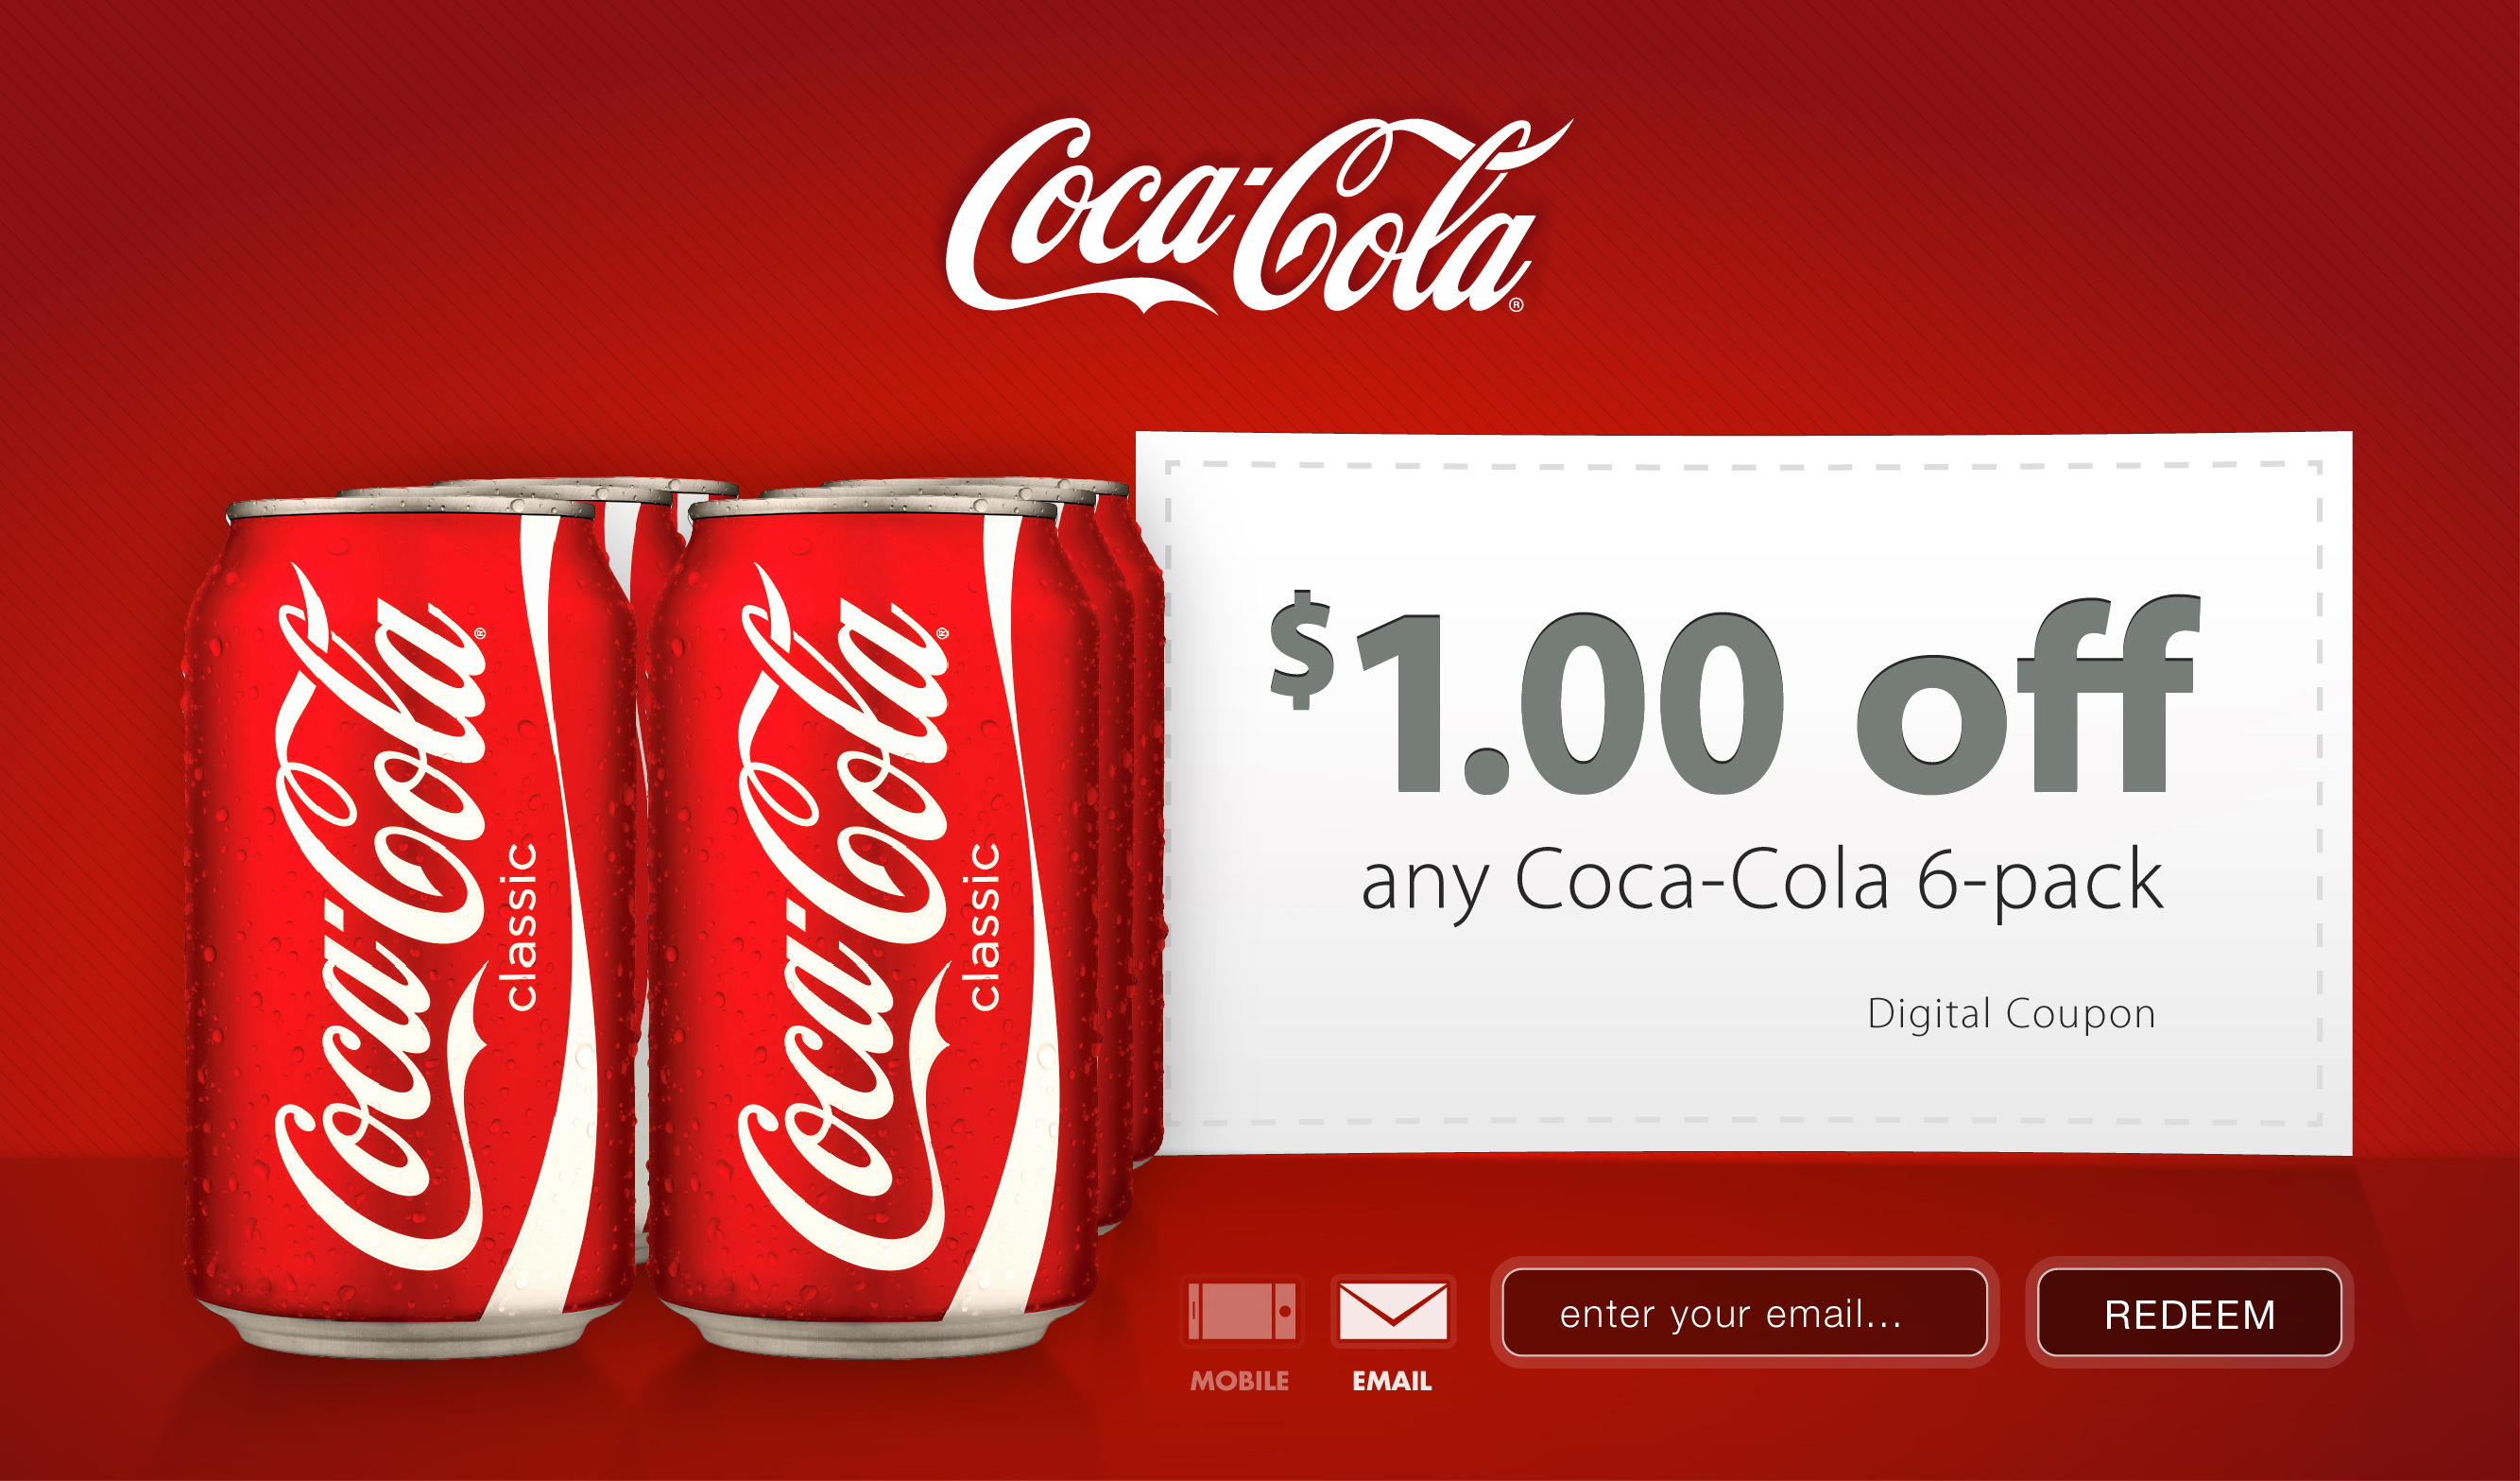 Coca-Cola®
Coca-Cola®
classic
Coca-Cola®
classic
$1.00 off
any Coca-Cola 6-pack
Digital Coupon
MOBILE
EMAIL
enter your email...
REDEEM